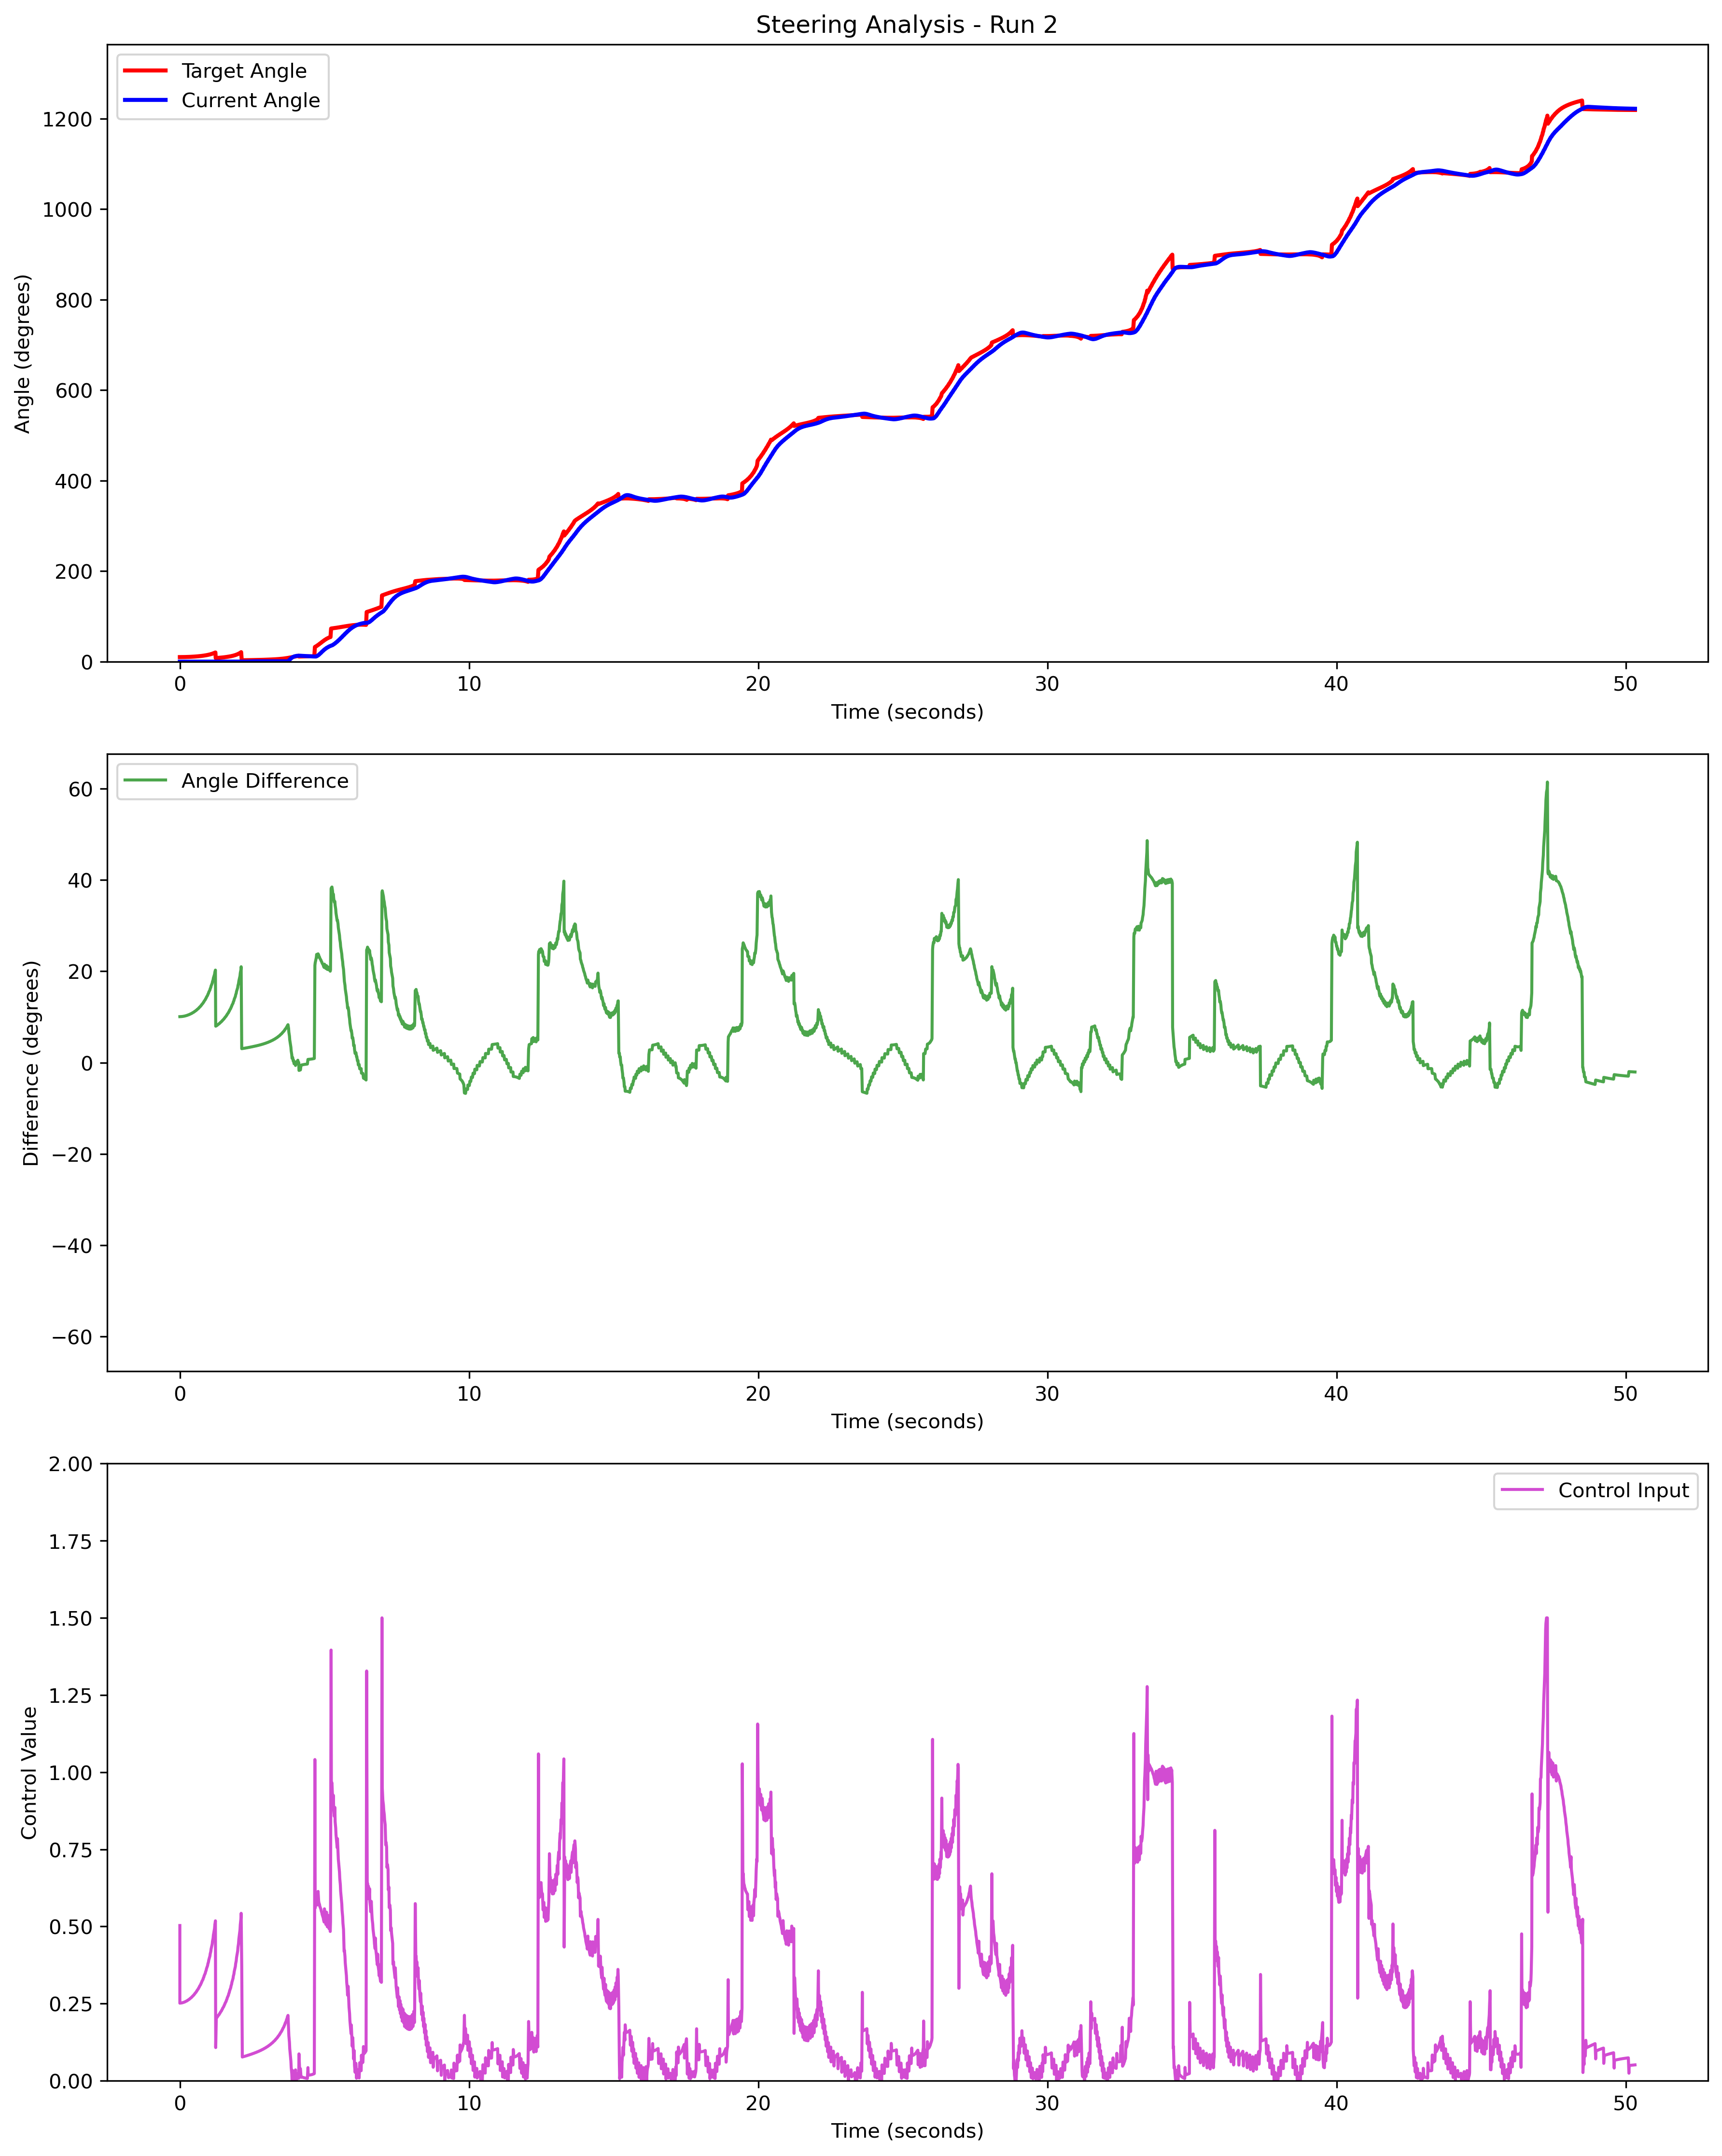 Steering Analysis - Run 2
Target Angle
Current Angle
Angle (degrees)
1200
1000
800
600
400
200
0
0 10 20 30 40 50
Time (seconds)
Angle Difference
Difference (degrees)
60
40
20
0
−20
−40
−60
0 10 20 30 40 50
Time (seconds)
Control Input
Control Value
2.00
1.75
1.50
1.25
1.00
0.75
0.50
0.25
0.00
0 10 20 30 40 50
Time (seconds)